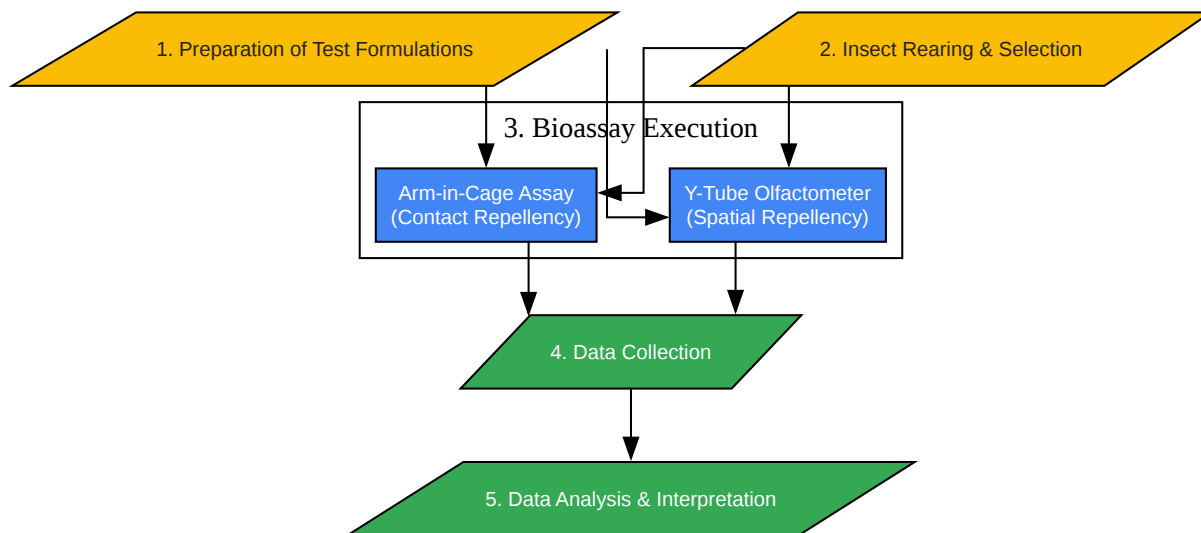 1. Preparation of Test Formulations
2. Insect Rearing & Selection
3. Bioassay Execution
Arm-in-Cage Assay
(Contact Repellency)
Y-Tube Olfactometer
(Spatial Repellency)
4. Data Collection
5. Data Analysis & Interpretation